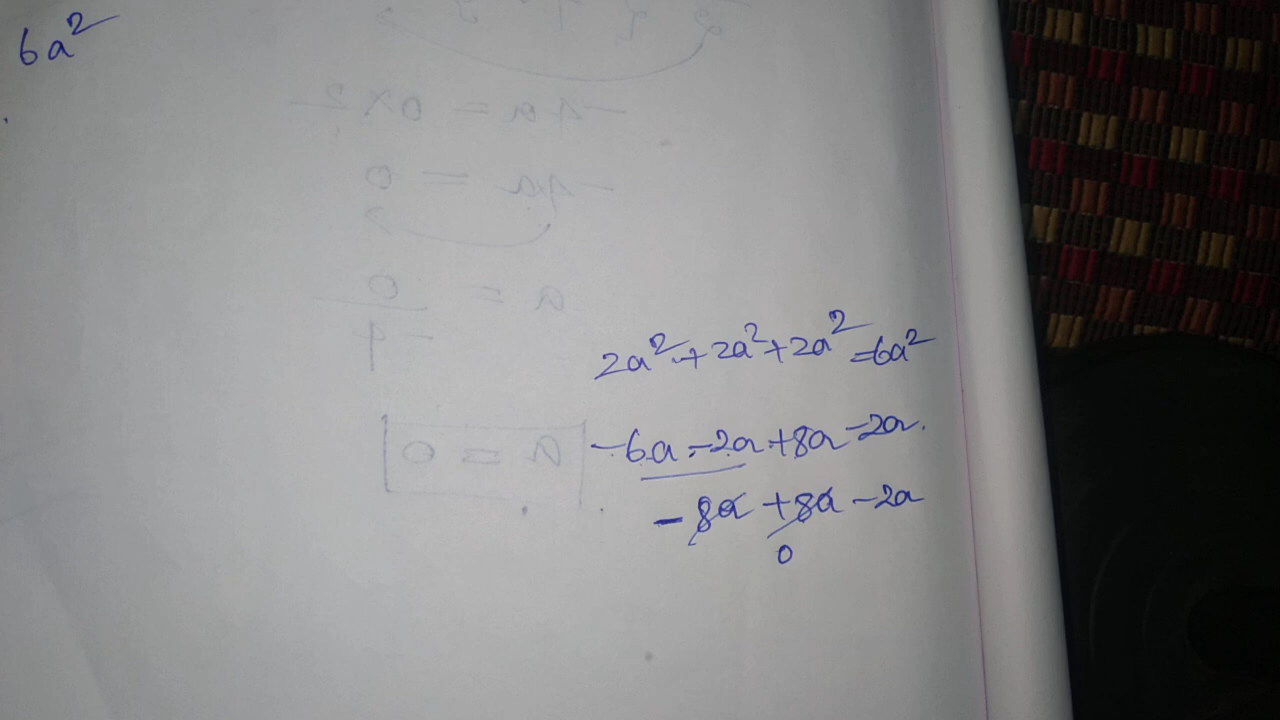 6a²
2a² + 2a² + 2a² = 6a²
-6a - 2a + 8a - 2a.
-8a + 8a - 2a
0